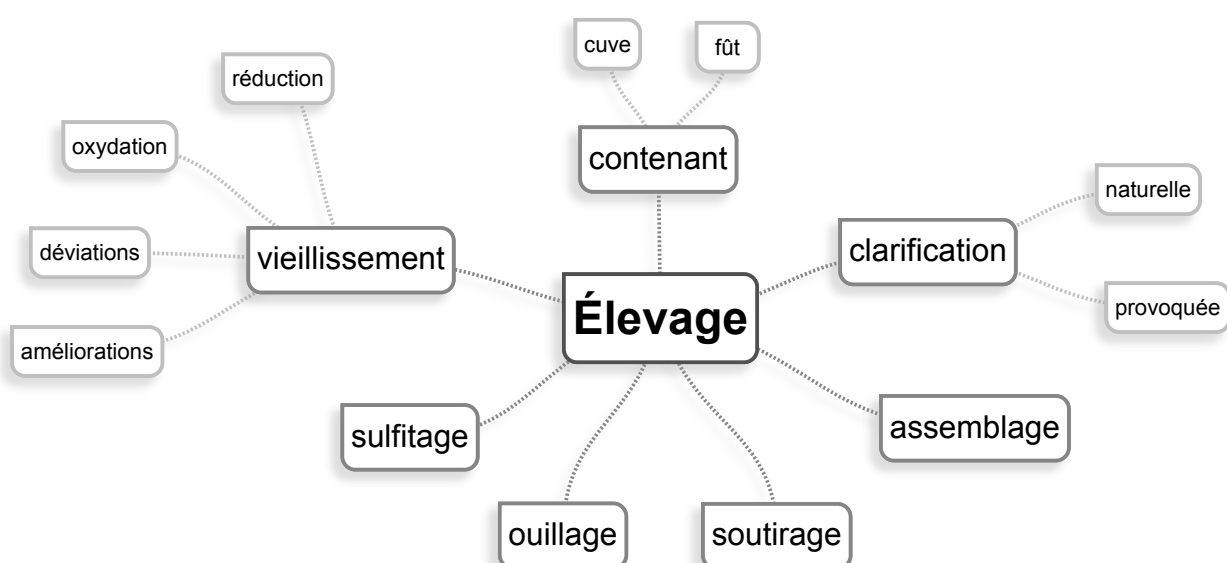 cuve
fût
réduction
oxydation
contenant
naturelle
déviations
vieillissement
clarification
Élevage
provoquée
améliorations
sulfitage
assemblage
ouillage
soutirage